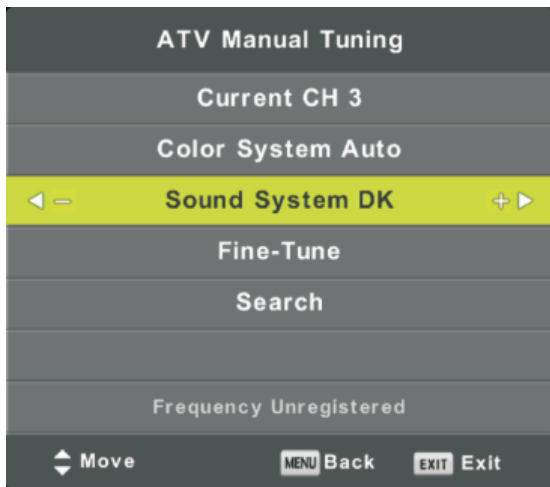 ATV Manual Tuning
Current CH 3
Color System Auto
Sound System DK
Fine-Tune
Search
Frequency Unregistered
Move MENU Back EXIT Exit